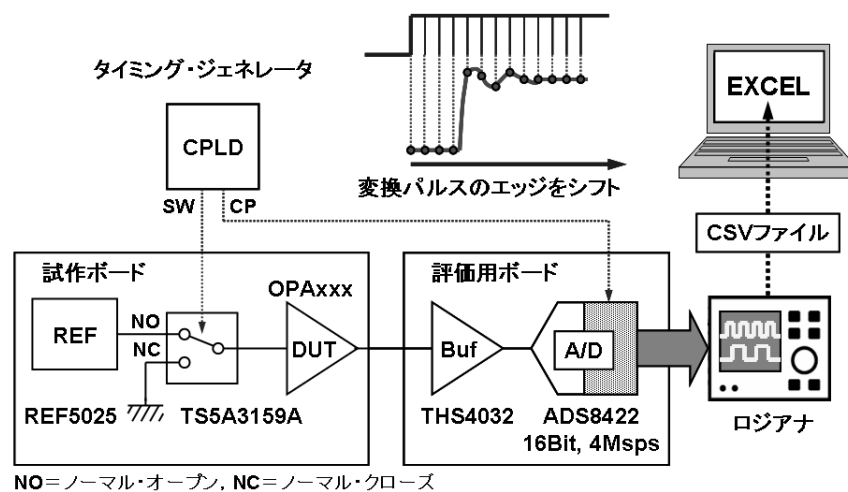 タイミング・ジェネレータ
CPLD
SW
CP
変換パルスのエッジをシフト
EXCEL
CSVファイル
試作ボード
OPAxxx
REF
NO
NC
DUT
REF5025
TS5A3159A
評価用ボード
Buf
A/D
THS4032
ADS8422
16Bit, 4Msps
ロジアナ
NO=ノーマル・オープン, NC=ノーマル・クローズ